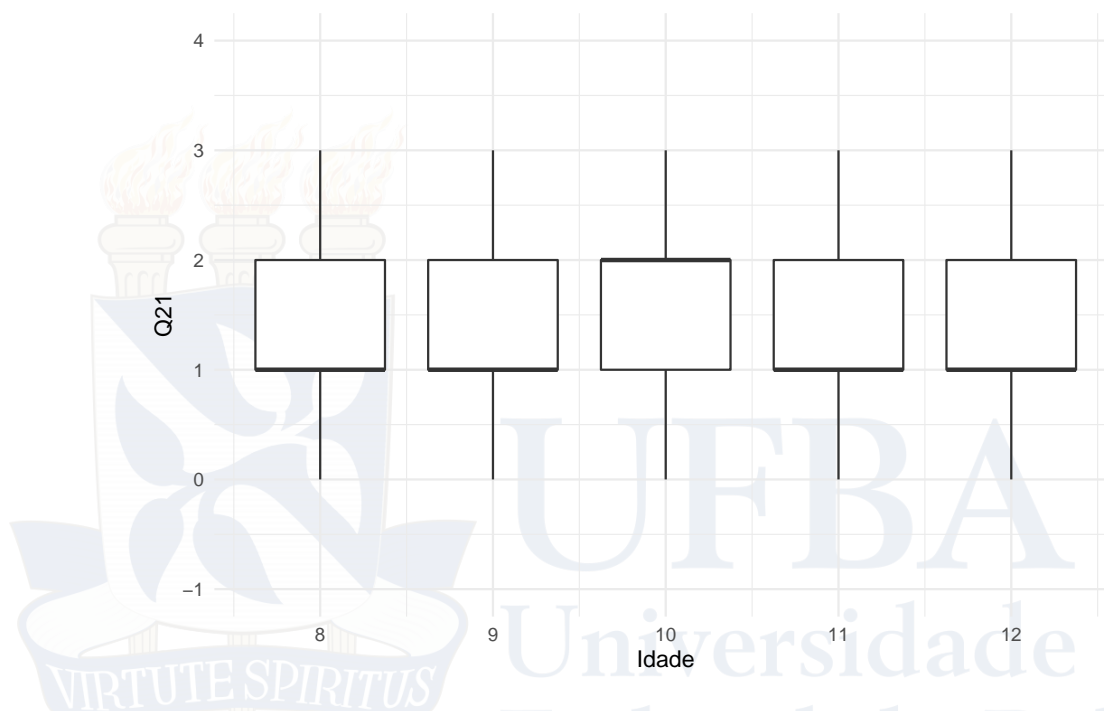 4
3
2
1
0
−1
Q21
8 9 10 11 12
Idade
UFBA
Universidade
VIRTUTE SPIRITUS